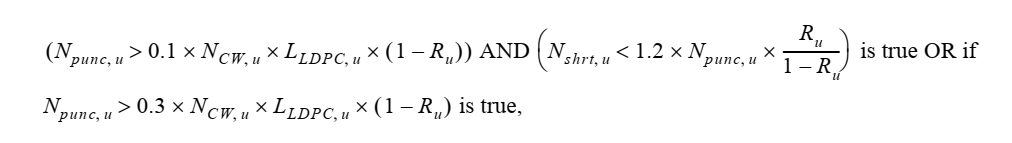 (N_{punc, u} > 0.1 × N_{CW, u} × L_{LDPC, u} × (1 – R_u)) AND (N_{shrt, u} < 1.2 × N_{punc, u} × \frac{R_u}{1 – R_u}) is true OR if
N_{punc, u} > 0.3 × N_{CW, u} × L_{LDPC, u} × (1 – R_u) is true,